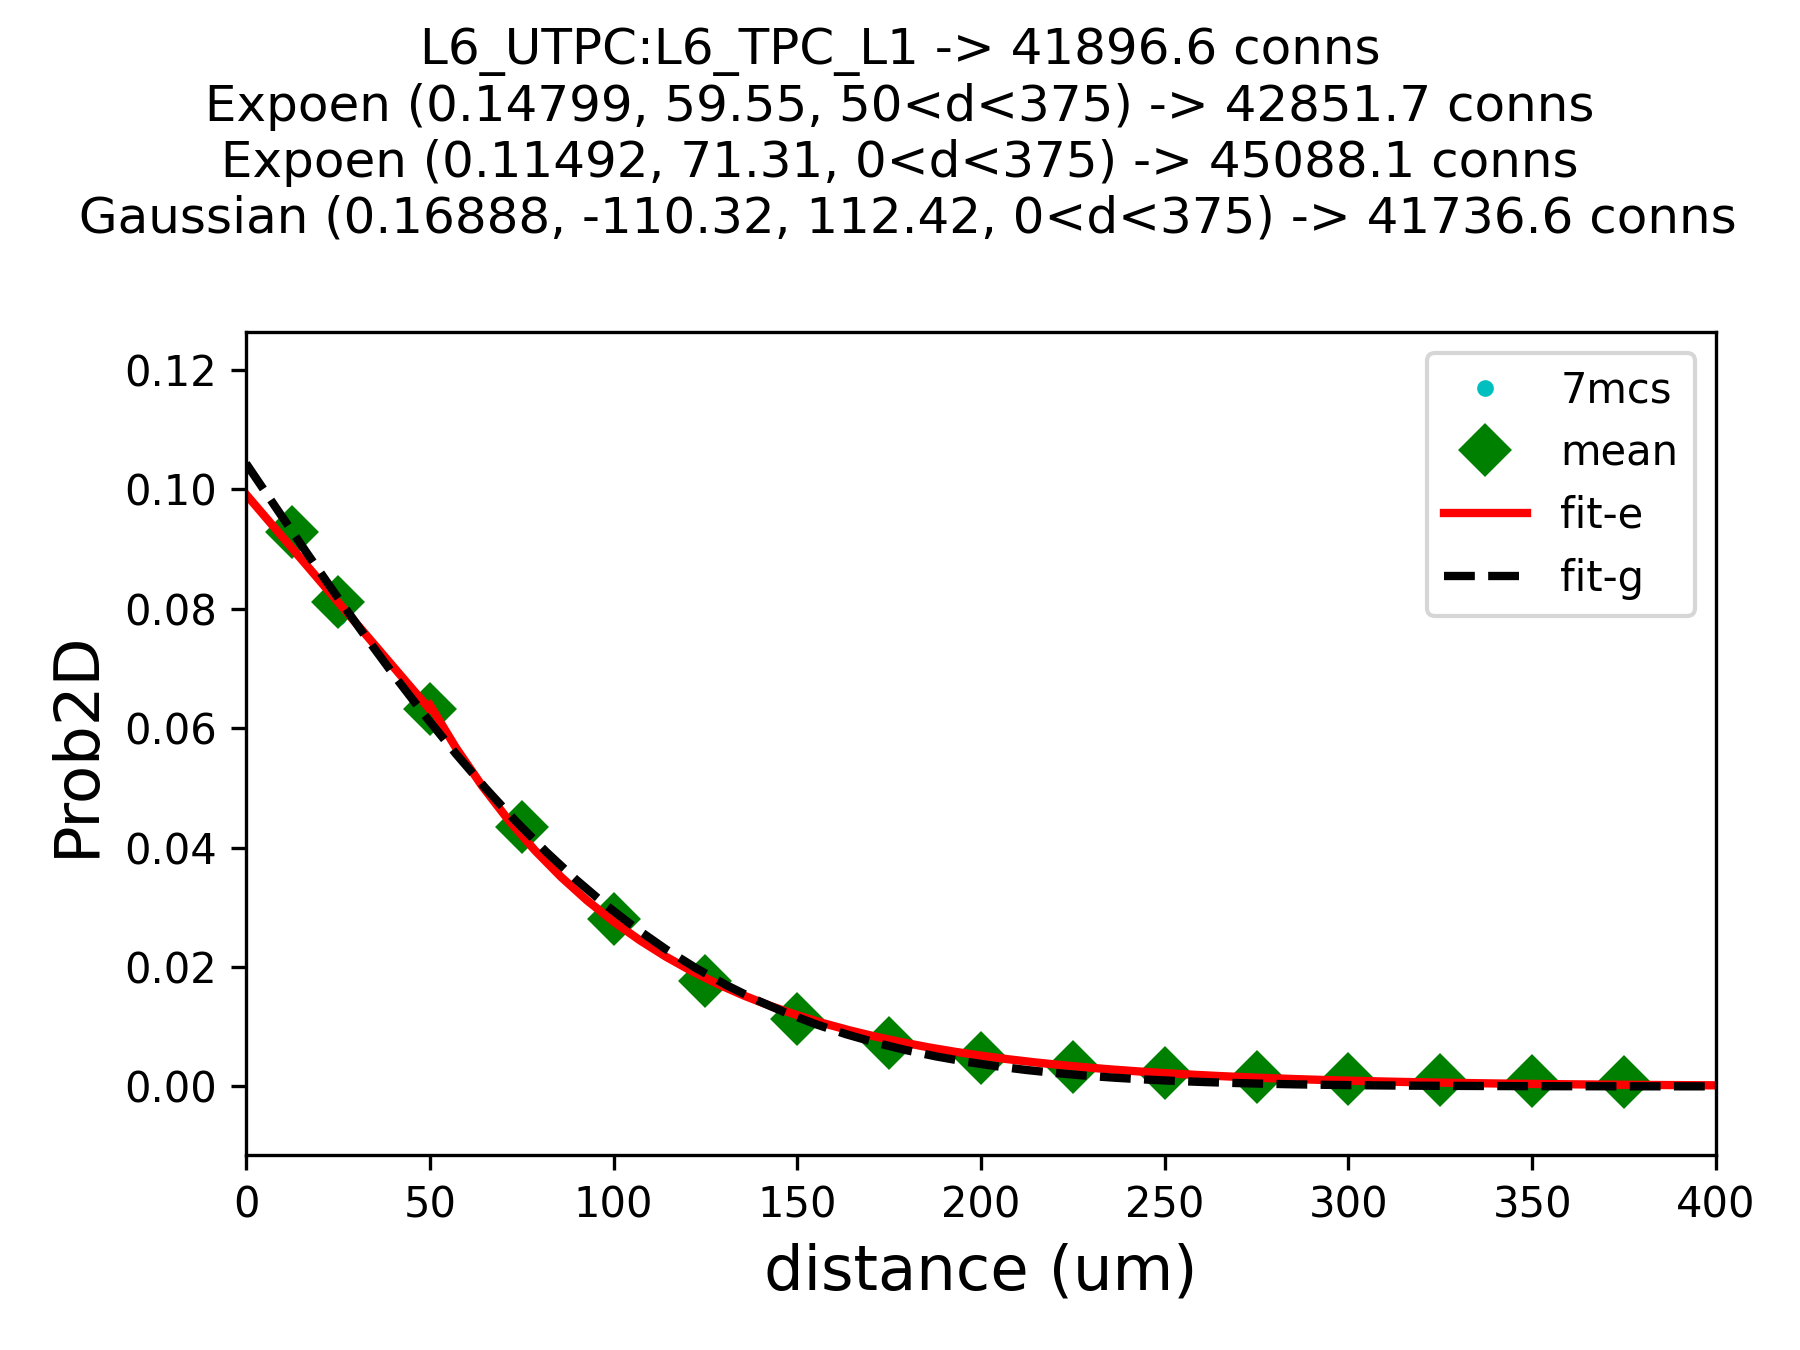 L6_UTPC:L6_TPC_L1 -> 41896.6 conns
Expoen (0.14799, 59.55, 50<d<375) -> 42851.7 conns
Expoen (0.11492, 71.31, 0<d<375) -> 45088.1 conns
Gaussian (0.16888, -110.32, 112.42, 0<d<375) -> 41736.6 conns
0.12
0.10
0.08
0.06
0.04
0.02
0.00
Prob2D
7mcs
mean
fit-e
fit-g
0 50 100 150 200 250 300 350 400
distance (um)